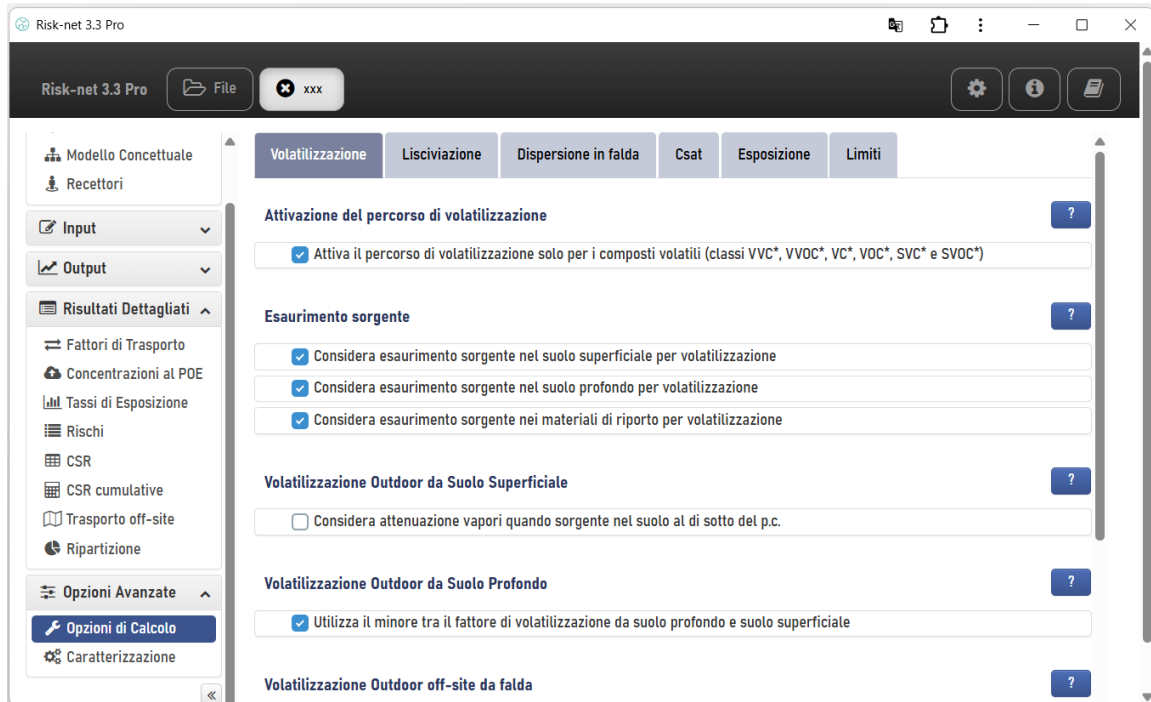 Risk-net 3.3 Pro
Risk-net 3.3 Pro
File
xxx
Modello Concettuale
Recettori
Input
Output
Risultati Dettagliati
Fattori di Trasporto
Concentrazioni al POE
Tassi di Esposizione
Rischi
CSR
CSR cumulative
Trasporto off-site
Ripartizione
Opzioni Avanzate
Opzioni di Calcolo
Caratterizzazione
«
Volatilizzazione
Lisciviazione
Dispersione in falda
Csat
Esposizione
Limiti
Attivazione del percorso di volatilizzazione
?
Attiva il percorso di volatilizzazione solo per i composti volatili (classi VVC*, VVOC*, VC*, VOC*, SVC* e SVOC*)
Esaurimento sorgente
?
Considera esaurimento sorgente nel suolo superficiale per volatilizzazione
Considera esaurimento sorgente nel suolo profondo per volatilizzazione
Considera esaurimento sorgente nei materiali di riporto per volatilizzazione
Volatilizzazione Outdoor da Suolo Superficiale
?
Considera attenuazione vapori quando sorgente nel suolo al di sotto del p.c.
Volatilizzazione Outdoor da Suolo Profondo
?
Utilizza il minore tra il fattore di volatilizzazione da suolo profondo e suolo superficiale
Volatilizzazione Outdoor off-site da falda
?